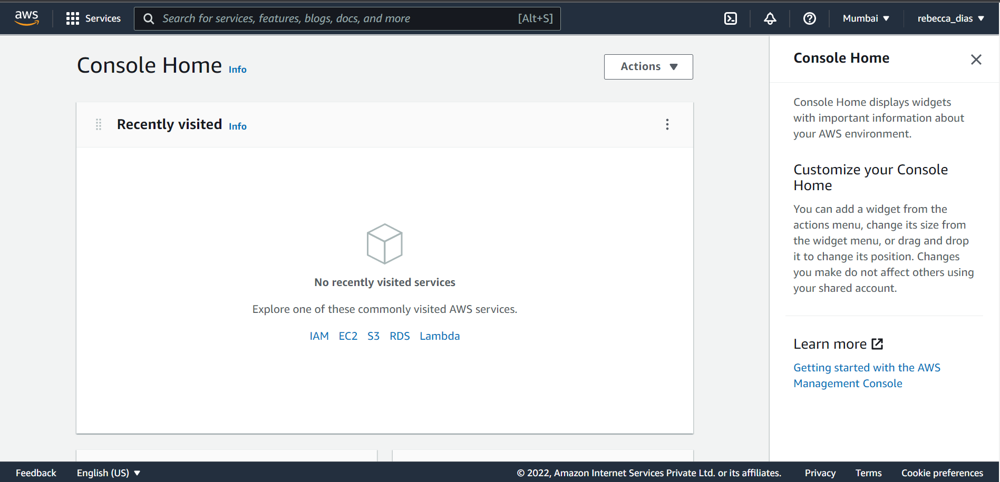 aws
Services
Search for services, features, blogs, docs, and more [Alt+S]
Mumbai
rebecca_dias
Console Home Info
Actions
Recently visited Info
No recently visited services
Explore one of these commonly visited AWS services.
IAM EC2 S3 RDS Lambda
Console Home
Console Home displays widgets
with important information about
your AWS environment.
Customize your Console
Home
You can add a widget from the
actions menu, change its size from
the widget menu, or drag and drop
it to change its position. Changes
you make do not affect others using
your shared account.
Learn more
Getting started with the AWS
Management Console
Feedback
English (US)
© 2022, Amazon Internet Services Private Ltd. or its affiliates.
Privacy
Terms
Cookie preferences